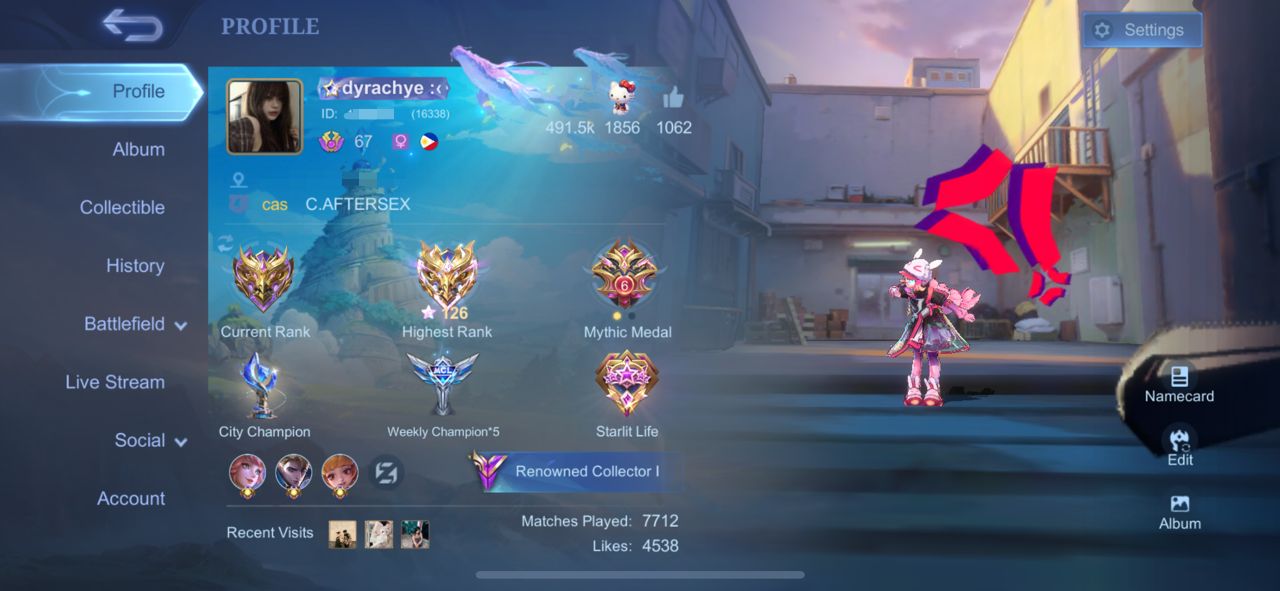 PROFILE
Settings
Profile
Album
Collectible
History
Battlefield
Live Stream
Social
Account
dyrachye :‹
ID: (16338)
67
491.5k 1856 1062
cas C.AFTERSEX
6
126
Current Rank Highest Rank Mythic Medal
MCL
City Champion Weekly Champion*5 Starlit Life
Renowned Collector I
Recent Visits
Matches Played: 7712
Likes: 4538
Namecard
Edit
Album